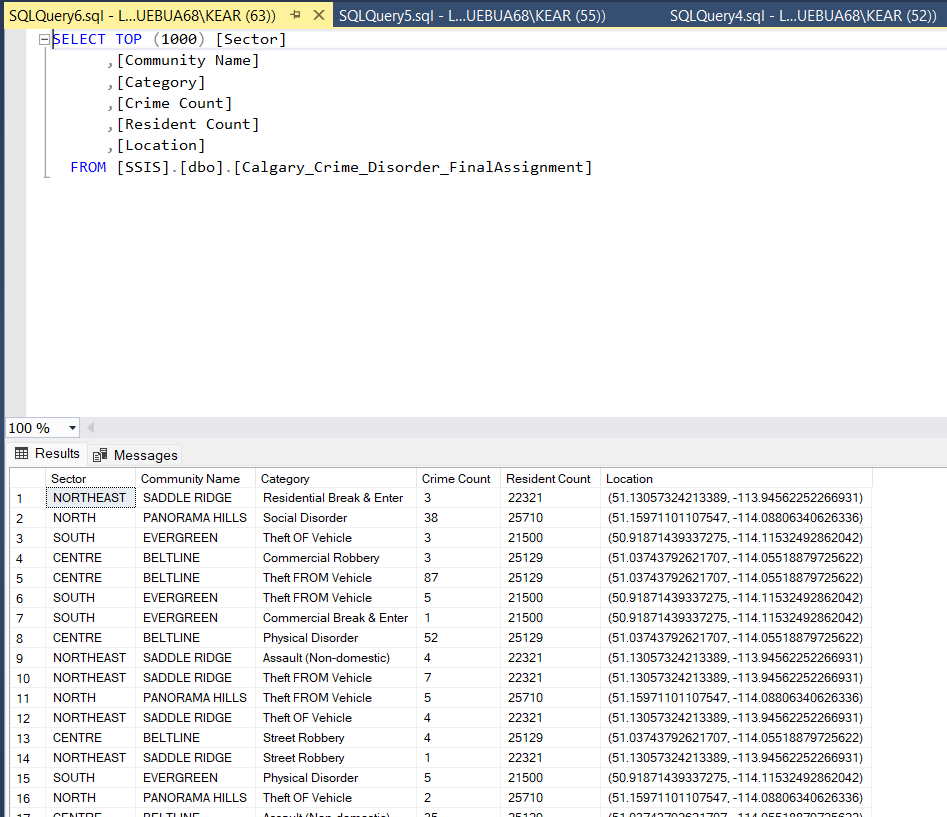 SQLQuery6.sql - L...UEBUA68\KEAR (63)) SQLQuery5.sql - L...UEBUA68\KEAR (55)) SQLQuery4.sql - L...UEBUA68\KEAR (52))
SELECT TOP (1000) [Sector]
,[Community Name]
,[Category]
,[Crime Count]
,[Resident Count]
,[Location]
FROM [SSIS].[dbo].[Calgary_Crime_Disorder_FinalAssignment]
100 %
Results Messages
Sector Community Name Category Crime Count Resident Count Location
1 NORTHEAST SADDLE RIDGE Residential Break & Enter 3 22321 (51.13057324213389, -113.94562252266931)
2 NORTH PANORAMA HILLS Social Disorder 38 25710 (51.15971101107547, -114.08806340626336)
3 SOUTH EVERGREEN Theft OF Vehicle 3 21500 (50.91871439337275, -114.11532492862042)
4 CENTRE BELTLINE Commercial Robbery 3 25129 (51.03743792621707, -114.05518879725622)
5 CENTRE BELTLINE Theft FROM Vehicle 87 25129 (51.03743792621707, -114.05518879725622)
6 SOUTH EVERGREEN Theft FROM Vehicle 5 21500 (50.91871439337275, -114.11532492862042)
7 SOUTH EVERGREEN Commercial Break & Enter 1 21500 (50.91871439337275, -114.11532492862042)
8 CENTRE BELTLINE Physical Disorder 52 25129 (51.03743792621707, -114.05518879725622)
9 NORTHEAST SADDLE RIDGE Assault (Non-domestic) 4 22321 (51.13057324213389, -113.94562252266931)
10 NORTHEAST SADDLE RIDGE Theft FROM Vehicle 7 22321 (51.13057324213389, -113.94562252266931)
11 NORTH PANORAMA HILLS Theft FROM Vehicle 5 25710 (51.15971101107547, -114.08806340626336)
12 NORTHEAST SADDLE RIDGE Theft OF Vehicle 4 22321 (51.13057324213389, -113.94562252266931)
13 CENTRE BELTLINE Street Robbery 4 25129 (51.03743792621707, -114.05518879725622)
14 NORTHEAST SADDLE RIDGE Street Robbery 1 22321 (51.13057324213389, -113.94562252266931)
15 SOUTH EVERGREEN Physical Disorder 5 21500 (50.91871439337275, -114.11532492862042)
16 NORTH PANORAMA HILLS Theft OF Vehicle 2 25710 (51.15971101107547, -114.08806340626336)
17 CENTRE BELTLINE Assault (Non-domestic) 25129 (51.03743792621707, -114.05518879725622)